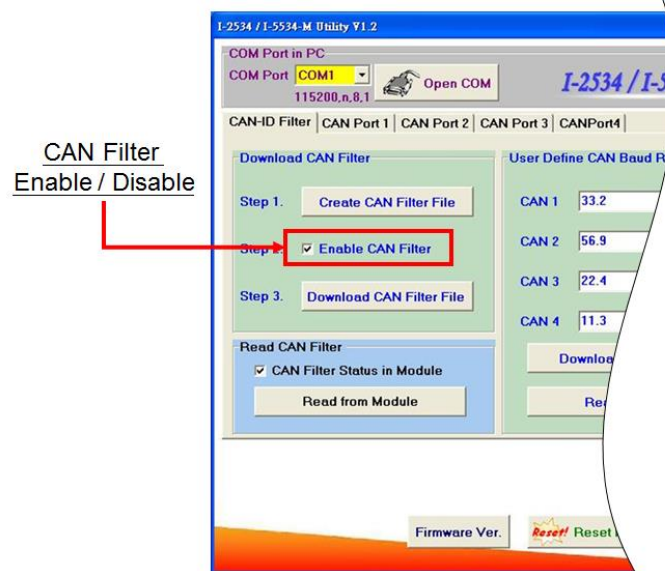 I-2534 / I-5534-M Utility V1.2
COM Port in PC
COM Port COM1
115200,n,8,1
Open COM
I-2534 / I-5
CAN-ID Filter CAN Port 1 CAN Port 2 CAN Port 3 CANPort4
CAN Filter
Enable / Disable
Download CAN Filter
Step 1. Create CAN Filter File
Enable CAN Filter
Step 3. Download CAN Filter File
User Define CAN Baud R
CAN 1 33.2
CAN 2 56.9
CAN 3 22.4
CAN 4 11.3
Read CAN Filter
CAN Filter Status in Module
Read from Module
Firmware Ver.
Reset! Reset